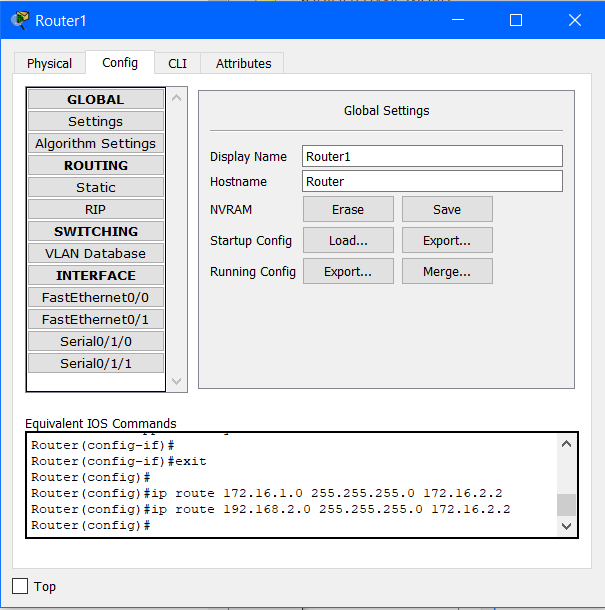 Router1
Physical
Config
CLI
Attributes
GLOBAL
Settings
Algorithm Settings
ROUTING
Static
RIP
SWITCHING
VLAN Database
INTERFACE
FastEthernet0/0
FastEthernet0/1
Serial0/1/0
Serial0/1/1
Global Settings
Display Name Router1
Hostname Router
NVRAM Erase Save
Startup Config Load... Export...
Running Config Export... Merge...
Equivalent IOS Commands
Router(config-if)#
Router(config-if)#exit
Router(config)#
Router(config)#ip route 172.16.1.0 255.255.255.0 172.16.2.2
Router(config)#ip route 192.168.2.0 255.255.255.0 172.16.2.2
Router(config)#
Top